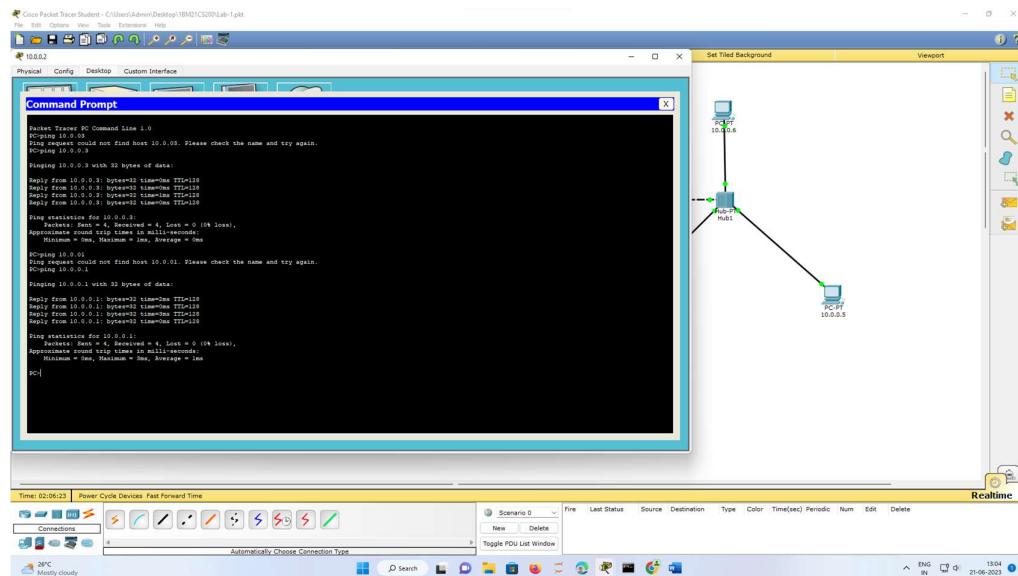 Cisco Packet Tracer Student - C:\Users\Admin\Desktop\1BM21CS200\Lab-1.pkt
File Edit Options View Tools Extensions Help
10.0.0.2
Set Tiled Background
Viewport
Physical Config Desktop Custom Interface
Command Prompt
X
Packet Tracer PC Command Line 1.0
PC>ping 10.0.03
Ping request could not find host 10.0.03. Please check the name and try again.
PC>ping 10.0.0.3
Pinging 10.0.0.3 with 32 bytes of data:
Reply from 10.0.0.3: bytes=32 time=0ms TTL=128
Reply from 10.0.0.3: bytes=32 time=0ms TTL=128
Reply from 10.0.0.3: bytes=32 time=1ms TTL=128
Reply from 10.0.0.3: bytes=32 time=0ms TTL=128
Ping statistics for 10.0.0.3:
Packets: Sent = 4, Received = 4, Lost = 0 (0% loss),
Approximate round trip times in milli-seconds:
Minimum = 0ms, Maximum = 1ms, Average = 0ms
PC>ping 10.0.01
Ping request could not find host 10.0.01. Please check the name and try again.
PC>ping 10.0.0.1
Pinging 10.0.0.1 with 32 bytes of data:
Reply from 10.0.0.1: bytes=32 time=2ms TTL=128
Reply from 10.0.0.1: bytes=32 time=0ms TTL=128
Reply from 10.0.0.1: bytes=32 time=3ms TTL=128
Reply from 10.0.0.1: bytes=32 time=0ms TTL=128
Ping statistics for 10.0.0.1:
Packets: Sent = 4, Received = 4, Lost = 0 (0% loss),
Approximate round trip times in milli-seconds:
Minimum = 0ms, Maximum = 3ms, Average = 1ms
PC>
PC-PT
10.0.0.6
Hub-PT
Hub1
PC-PT
10.0.0.5
Time: 02:06:23 Power Cycle Devices Fast Forward Time
Realtime
Connections
Automatically Choose Connection Type
Scenario 0
New Delete
Toggle PDU List Window
Fire Last Status Source Destination Type Color Time(sec) Periodic Num Edit Delete
26°C
Mostly cloudy
Search
ENG
IN
13:04
21-06-2023